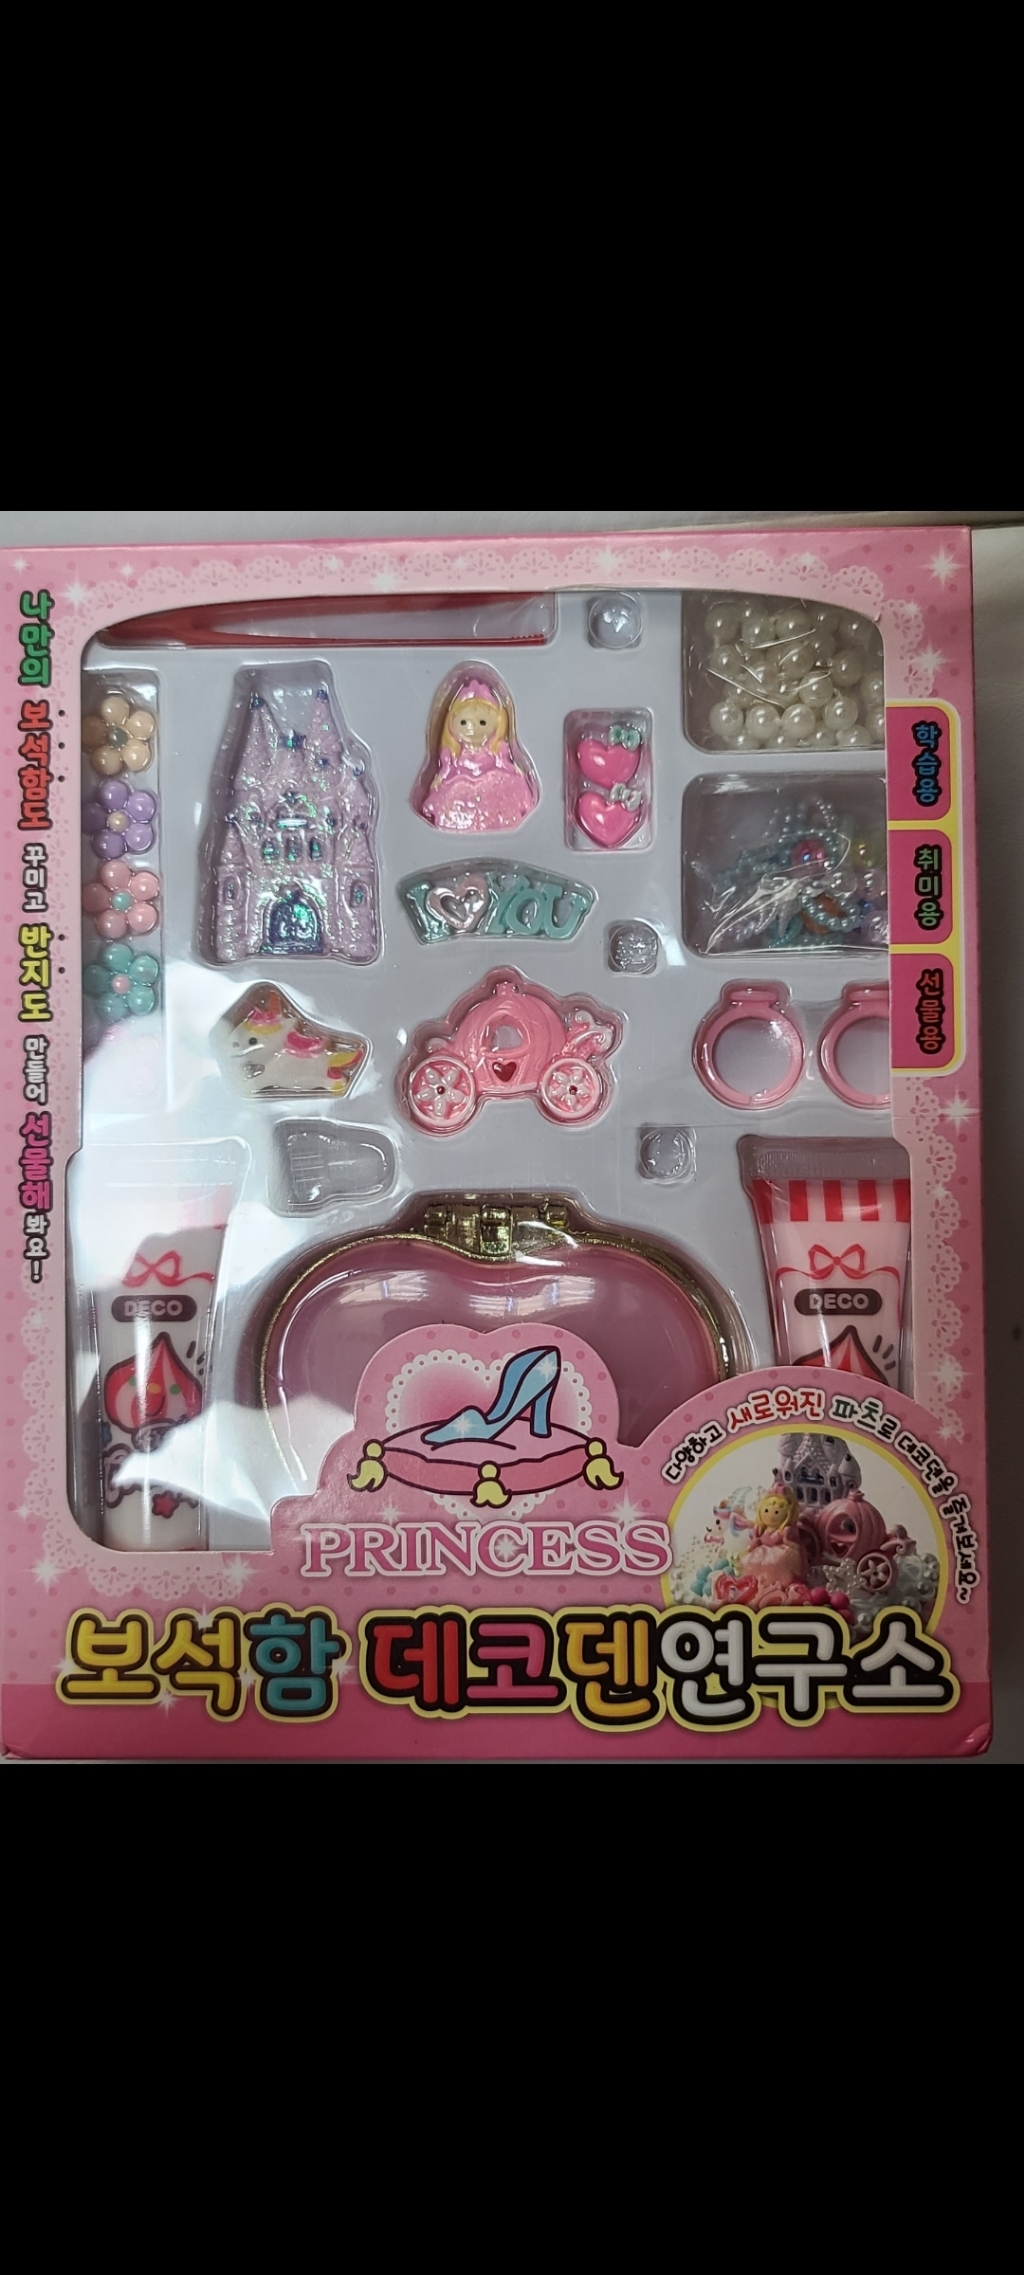 나만의 보석함도 꾸미고 반지도 만들어 선물해 봐요!
학습용
취미용
선물용
I YOU
DECO
DECO
다양하고 새로워진 파츠로 데코덴을 즐겨보세요~
PRINCESS
보석함 데코덴연구소